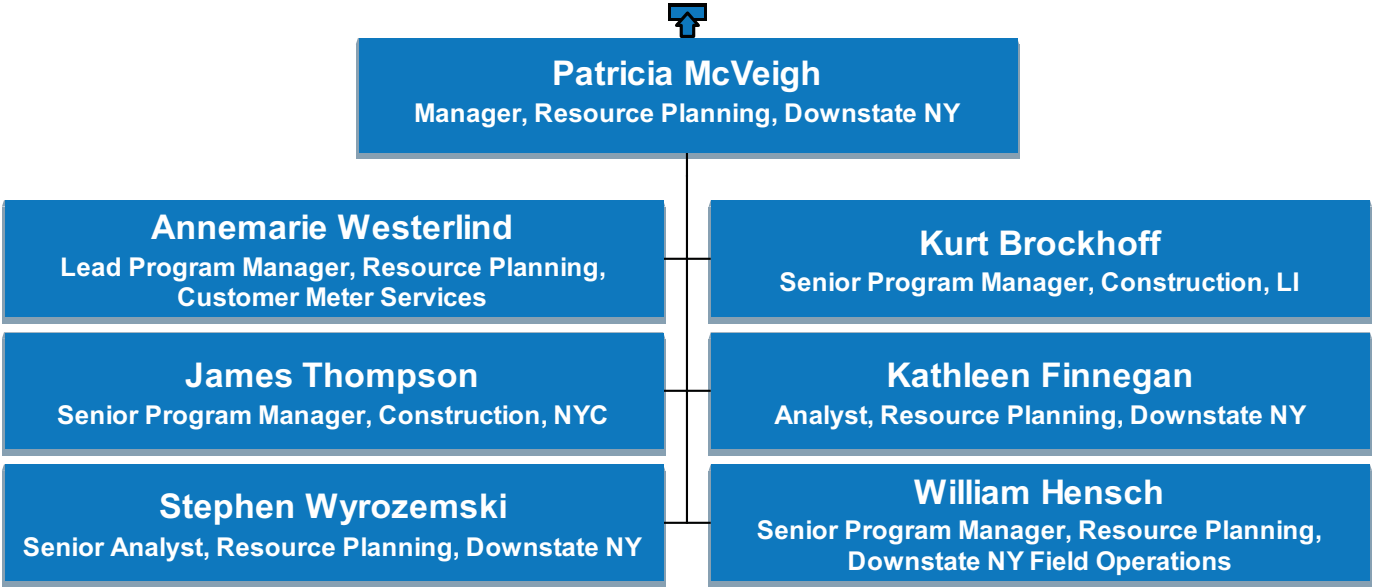 Patricia McVeigh
Manager, Resource Planning, Downstate NY
Annemarie Westerlind
Lead Program Manager, Resource Planning,
Customer Meter Services
Kurt Brockhoff
Senior Program Manager, Construction, LI
James Thompson
Senior Program Manager, Construction, NYC
Kathleen Finnegan
Analyst, Resource Planning, Downstate NY
Stephen Wyrozemski
Senior Analyst, Resource Planning, Downstate NY
William Hensch
Senior Program Manager, Resource Planning,
Downstate NY Field Operations